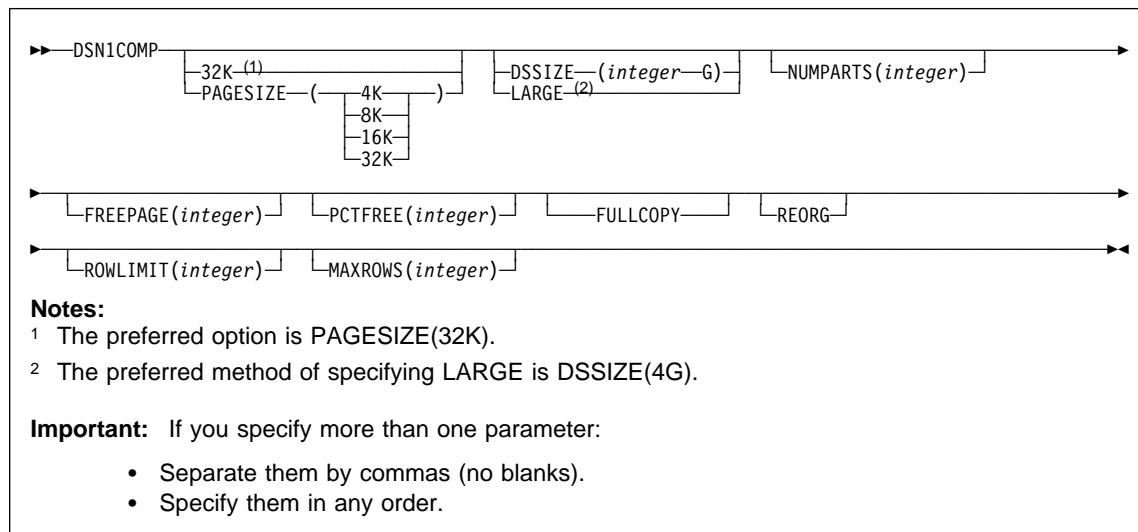 DSN1COMP 32K (1) PAGESIZE ( 4K 8K 16K 32K ) DSSIZE (integer G) LARGE (2) NUMPARTS(integer)
FREEPAGE(integer) PCTFREE(integer) FULLCOPY REORG
ROWLIMIT(integer) MAXROWS(integer)
Notes:
1 The preferred option is PAGESIZE(32K).
2 The preferred method of specifying LARGE is DSSIZE(4G).
Important: If you specify more than one parameter:
• Separate them by commas (no blanks).
• Specify them in any order.